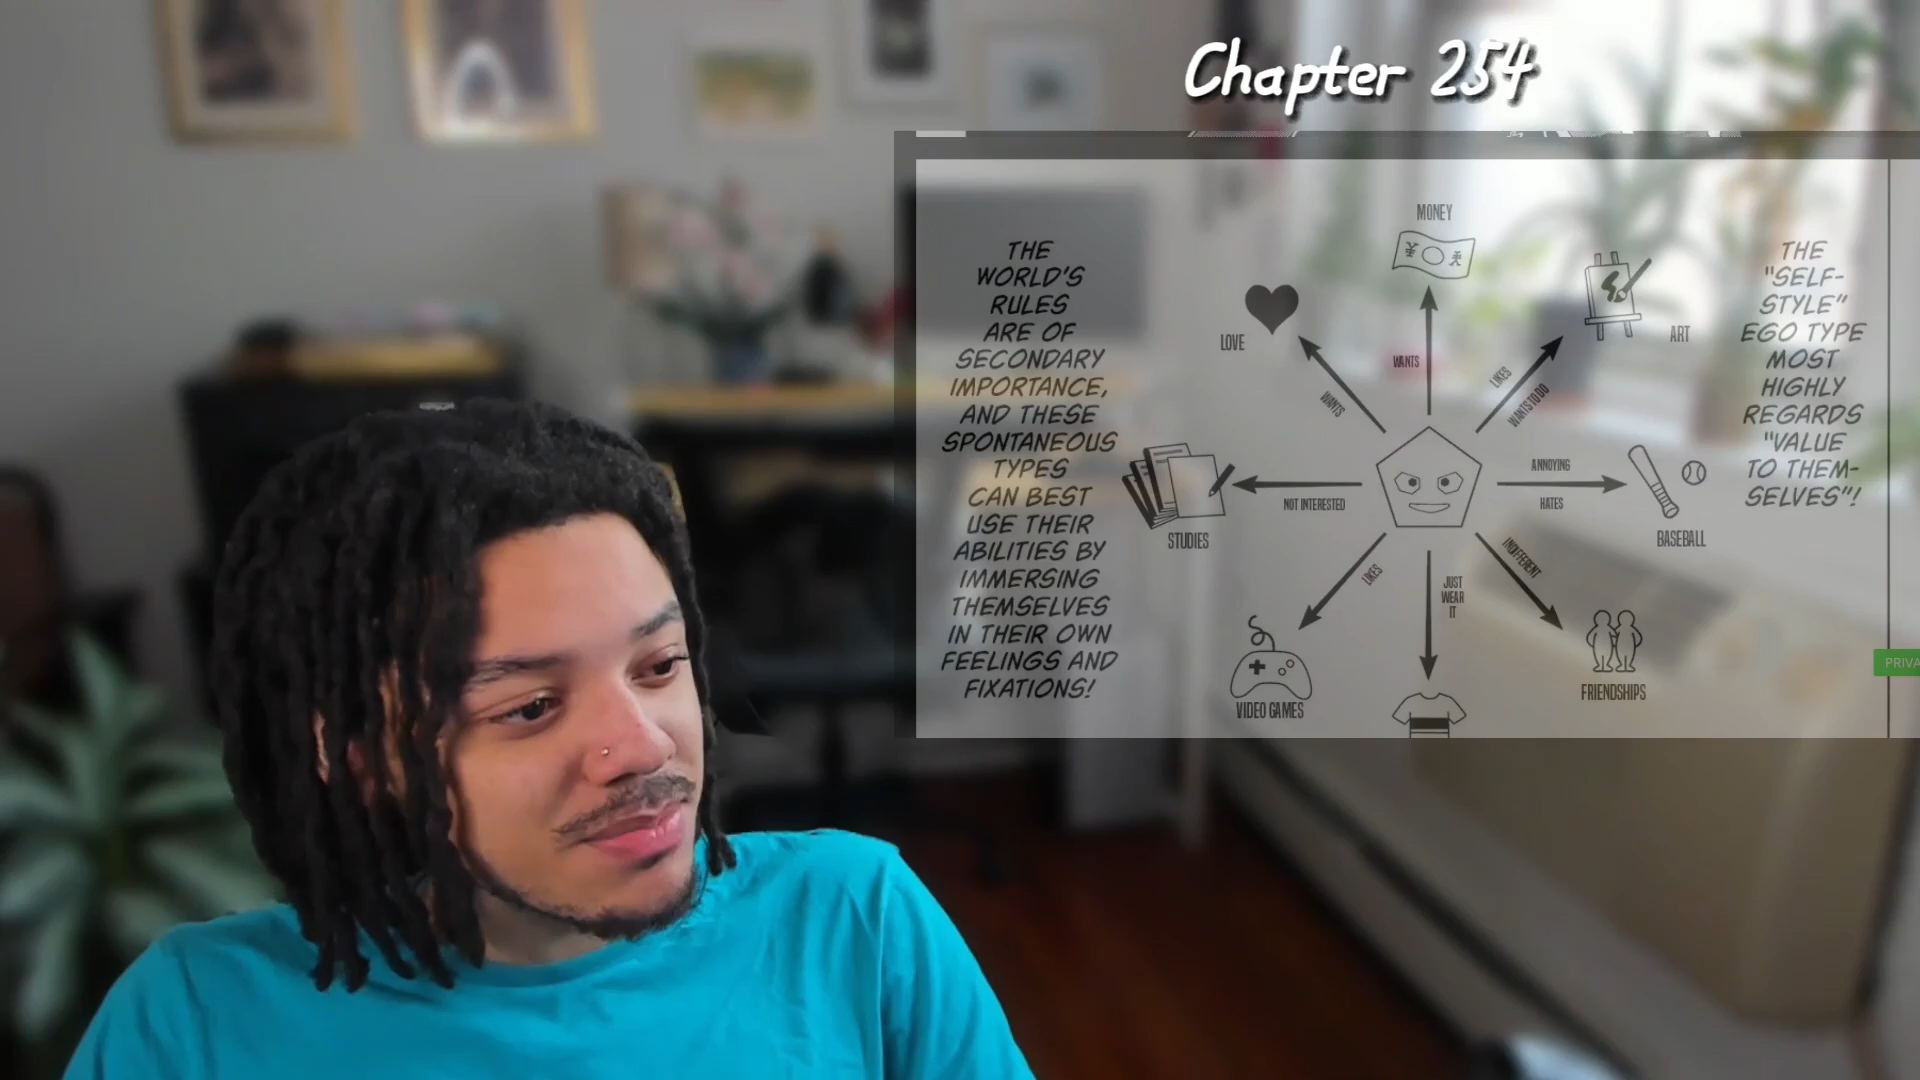 Chapter 254
THE
WORLD'S
RULES
ARE OF
SECONDARY
IMPORTANCE,
AND THESE
SPONTANEOUS
TYPES
CAN BEST
USE THEIR
ABILITIES BY
IMMERSING
THEMSELVES
IN THEIR OWN
FEELINGS AND
FIXATIONS!
MONEY
LOVE
ART
WANTS
WANTS
LIKES
WANTS TO DO
STUDIES
NOT INTERESTED
ANNOYING
HATES
BASEBALL
LIKES
JUST
WEAR
IT
INDIFFERENT
VIDEO GAMES
FRIENDSHIPS
THE
"SELF-
STYLE"
EGO TYPE
MOST
HIGHLY
REGARDS
"VALUE
TO THEM-
SELVES"!